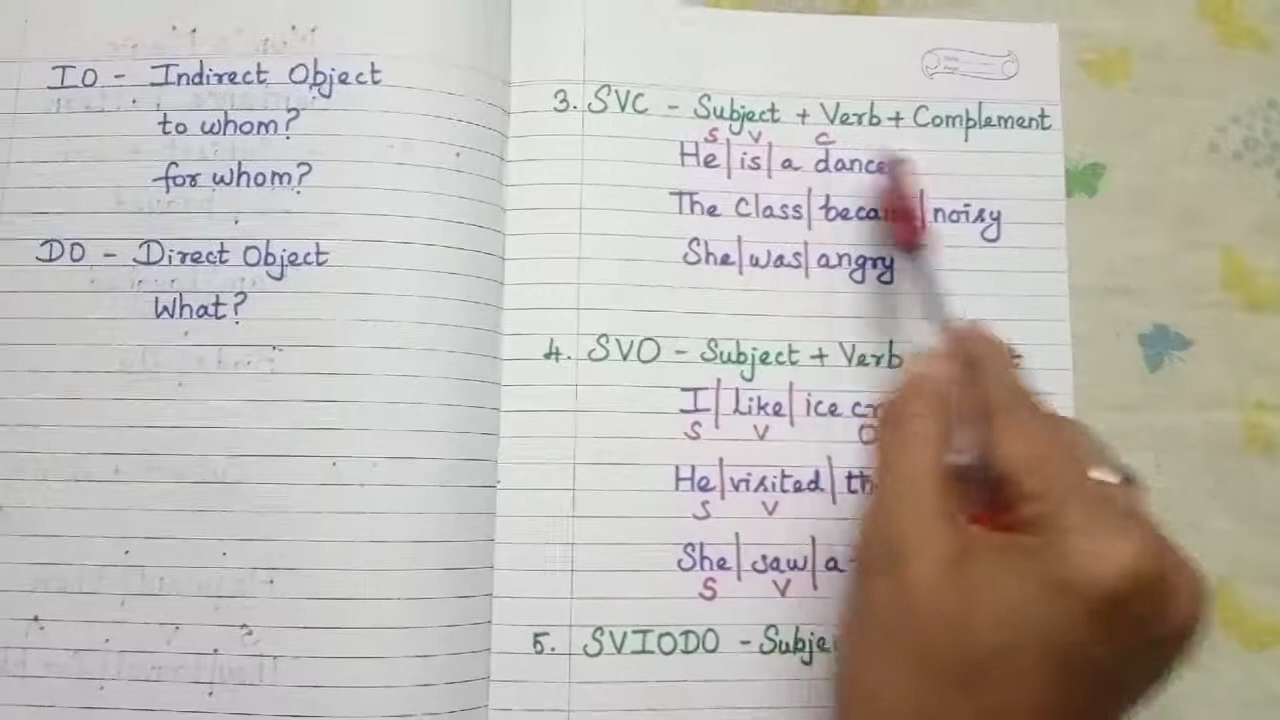 IO - Indirect Object
to whom?
for whom?
DO - Direct Object
What?
3. SVC - Subject + Verb + Complement
S V C
He | is | a dancer
The Class | | noisy
She | was | angry
4. SVO - Subject + Verb
I | Like | ice
S V O
He | visited |
S V
She | saw | a
S V
5. SVIODO -